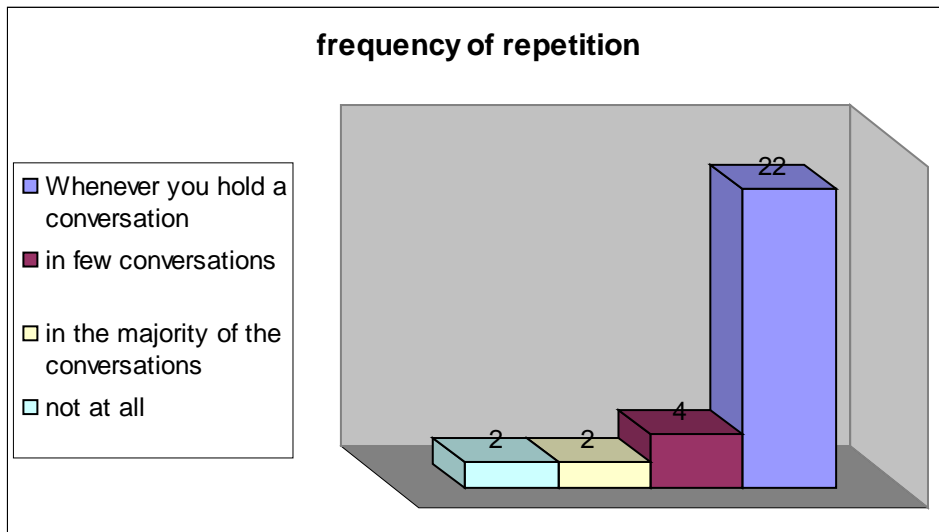 frequency of repetition
Whenever you hold a
conversation
in few conversations
in the majority of the
conversations
not at all
22
4
2
2